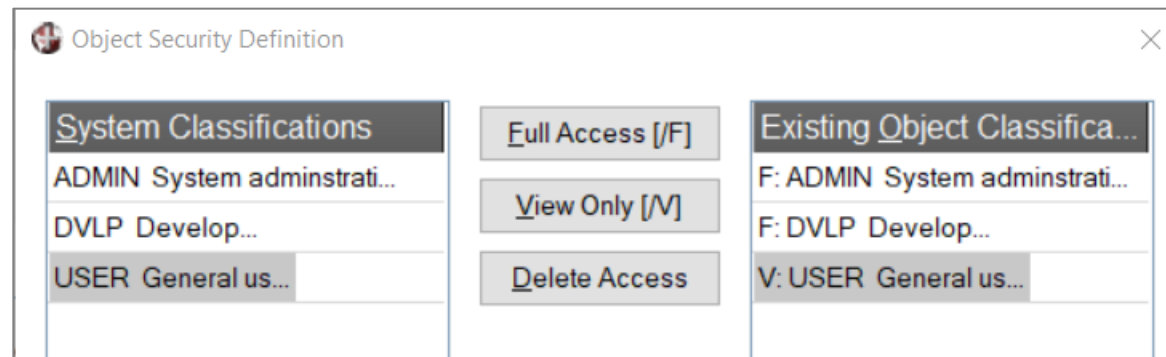 Object Security Definition
System Classifications
ADMIN System adminstrati...
DVLP Develop...
USER General us...
Full Access [/F]
View Only [/V]
Delete Access
Existing Object Classifica...
F: ADMIN System adminstrati...
F: DVLP Develop...
V: USER General us...